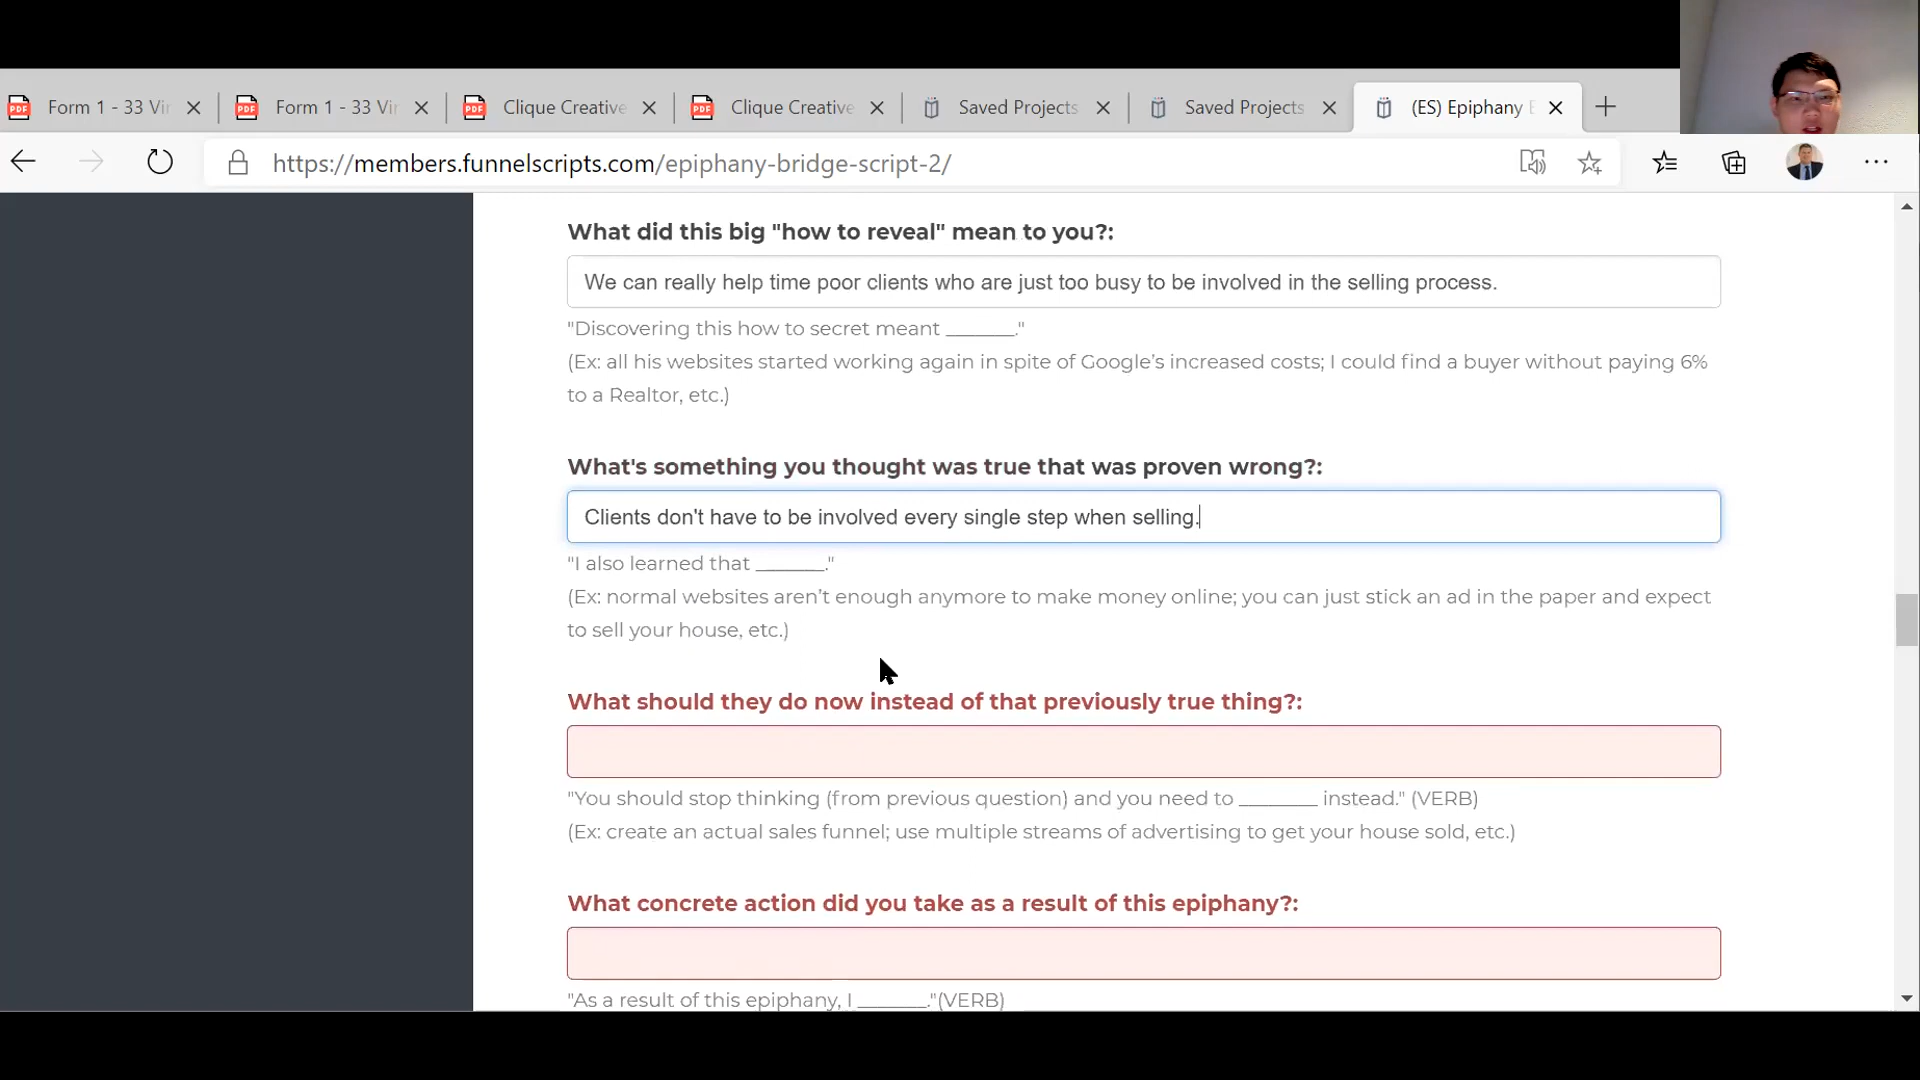 Form 1 - 33 Vir
Form 1 - 33 Vir
Clique Creative
Clique Creative
Saved Projects
Saved Projects
(ES) Epiphany B
https://members.funnelscripts.com/epiphany-bridge-script-2/
What did this big "how to reveal" mean to you?:
We can really help time poor clients who are just too busy to be involved in the selling process.
"Discovering this how to secret meant _______."
(Ex: all his websites started working again in spite of Google’s increased costs; I could find a buyer without paying 6%
to a Realtor, etc.)
What's something you thought was true that was proven wrong?:
Clients don't have to be involved every single step when selling.
"I also learned that _______."
(Ex: normal websites aren’t enough anymore to make money online; you can just stick an ad in the paper and expect
to sell your house, etc.)
What should they do now instead of that previously true thing?:
"You should stop thinking (from previous question) and you need to ________ instead." (VERB)
(Ex: create an actual sales funnel; use multiple streams of advertising to get your house sold, etc.)
What concrete action did you take as a result of this epiphany?:
"As a result of this epiphany, I _______."(VERB)